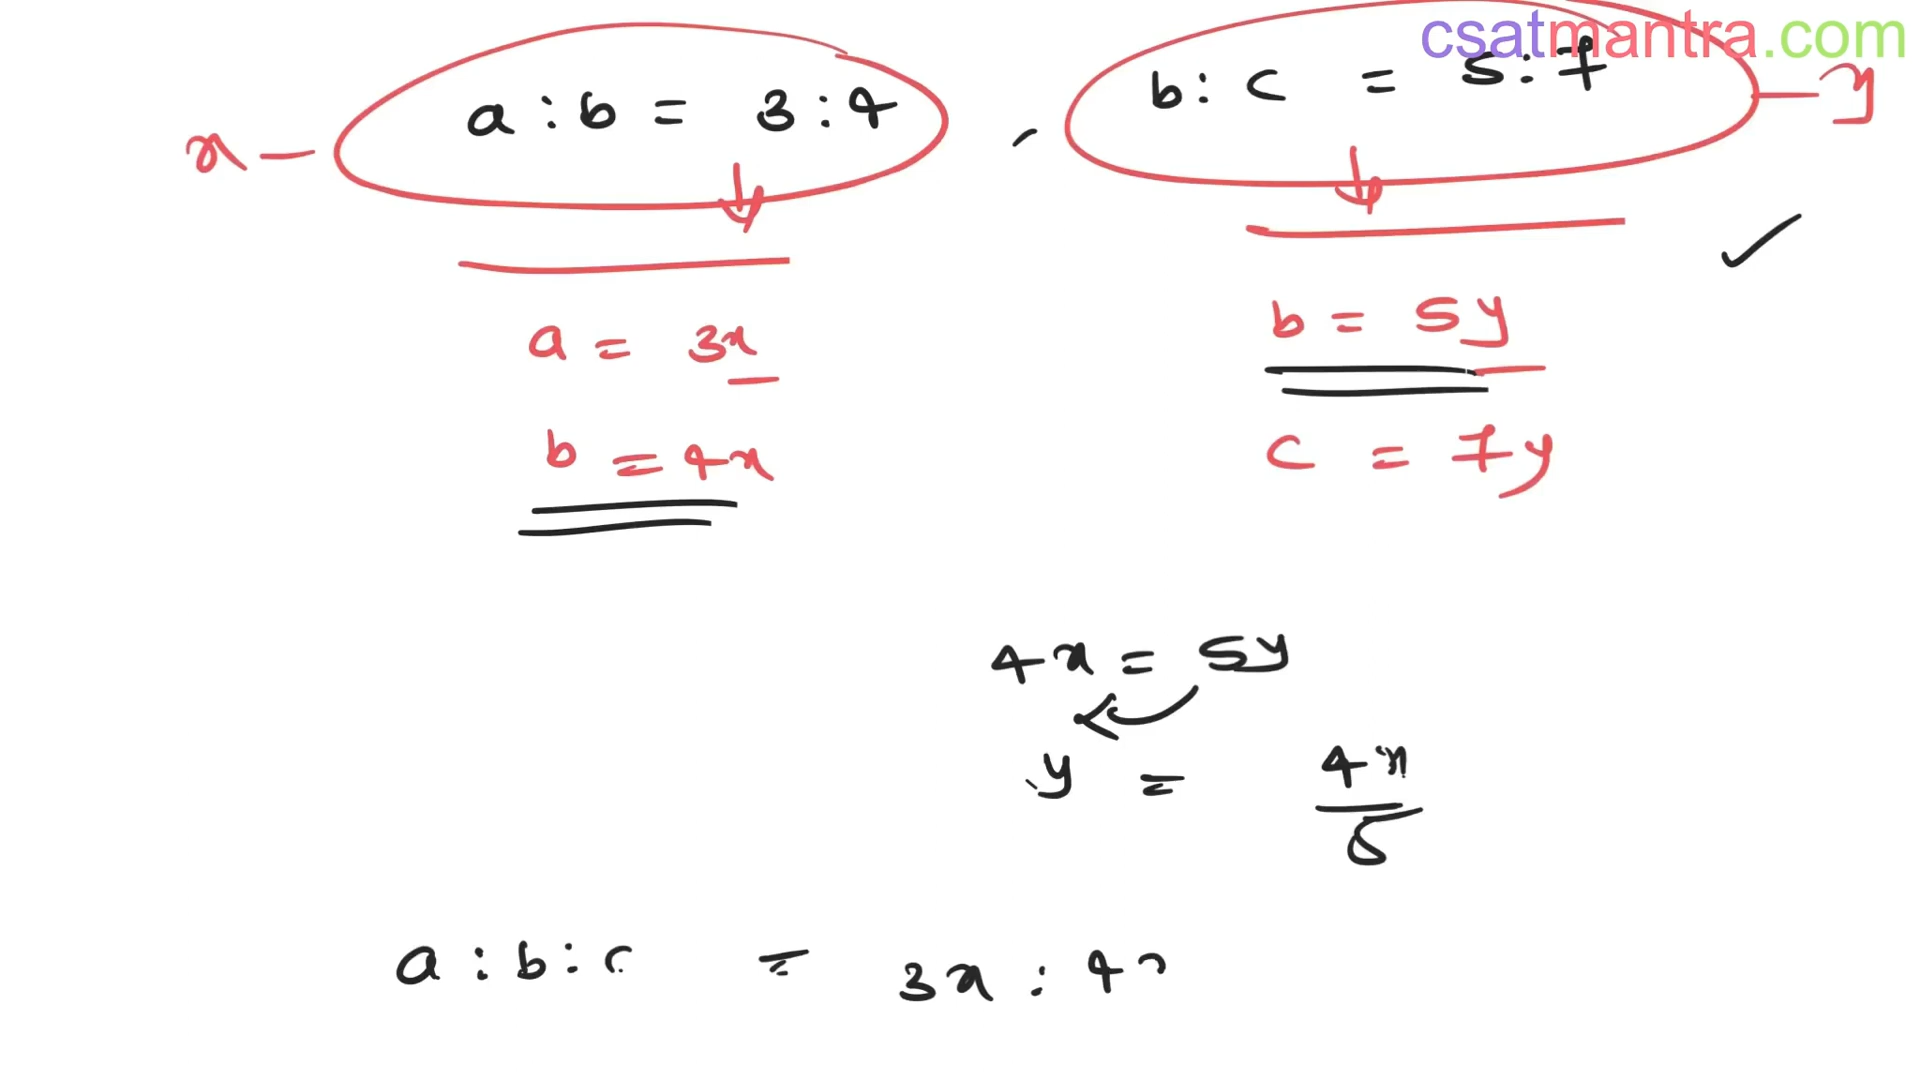 csatmantra.com
x — a : b = 3 : 4 , b : c = 5 : 7 — y
a = 3x
b = 5y
b = 4x
c = 7y
4x = 5y
y = 4x/5
a : b : c = 3x : 4